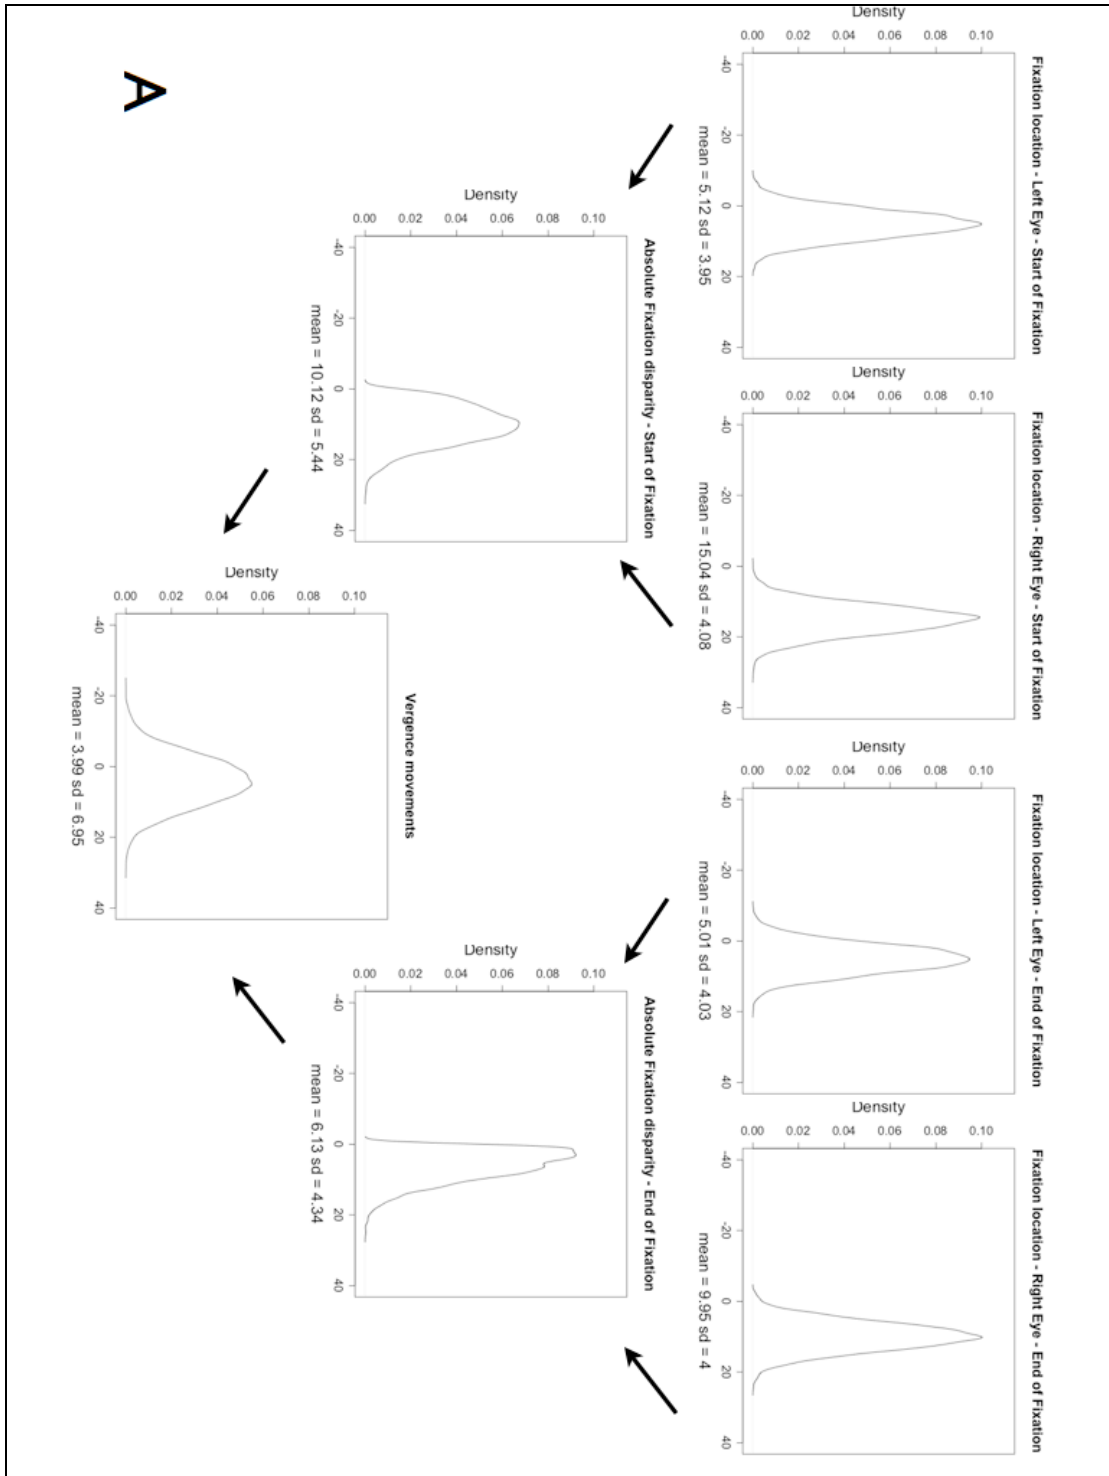 Fixation location - Left Eye - Start of Fixation
Density
0.00 0.02 0.04 0.06 0.08 0.10
-40 -20 0 20 40
mean = 5.12 sd = 3.95
Fixation location - Right Eye - Start of Fixation
Density
0.00 0.02 0.04 0.06 0.08 0.10
-40 -20 0 20 40
mean = 15.04 sd = 4.08
Fixation location - Left Eye - End of Fixation
Density
0.00 0.02 0.04 0.06 0.08 0.10
-40 -20 0 20 40
mean = 5.01 sd = 4.03
Fixation location - Right Eye - End of Fixation
Density
0.00 0.02 0.04 0.06 0.08 0.10
-40 -20 0 20 40
mean = 9.95 sd = 4
Absolute Fixation disparity - Start of Fixation
Density
0.00 0.02 0.04 0.06 0.08 0.10
-40 -20 0 20 40
mean = 10.12 sd = 5.44
Absolute Fixation disparity - End of Fixation
Density
0.00 0.02 0.04 0.06 0.08 0.10
-40 -20 0 20 40
mean = 6.13 sd = 4.34
Vergence movements
Density
0.00 0.02 0.04 0.06 0.08 0.10
-40 -20 0 20 40
mean = 3.99 sd = 6.95
A